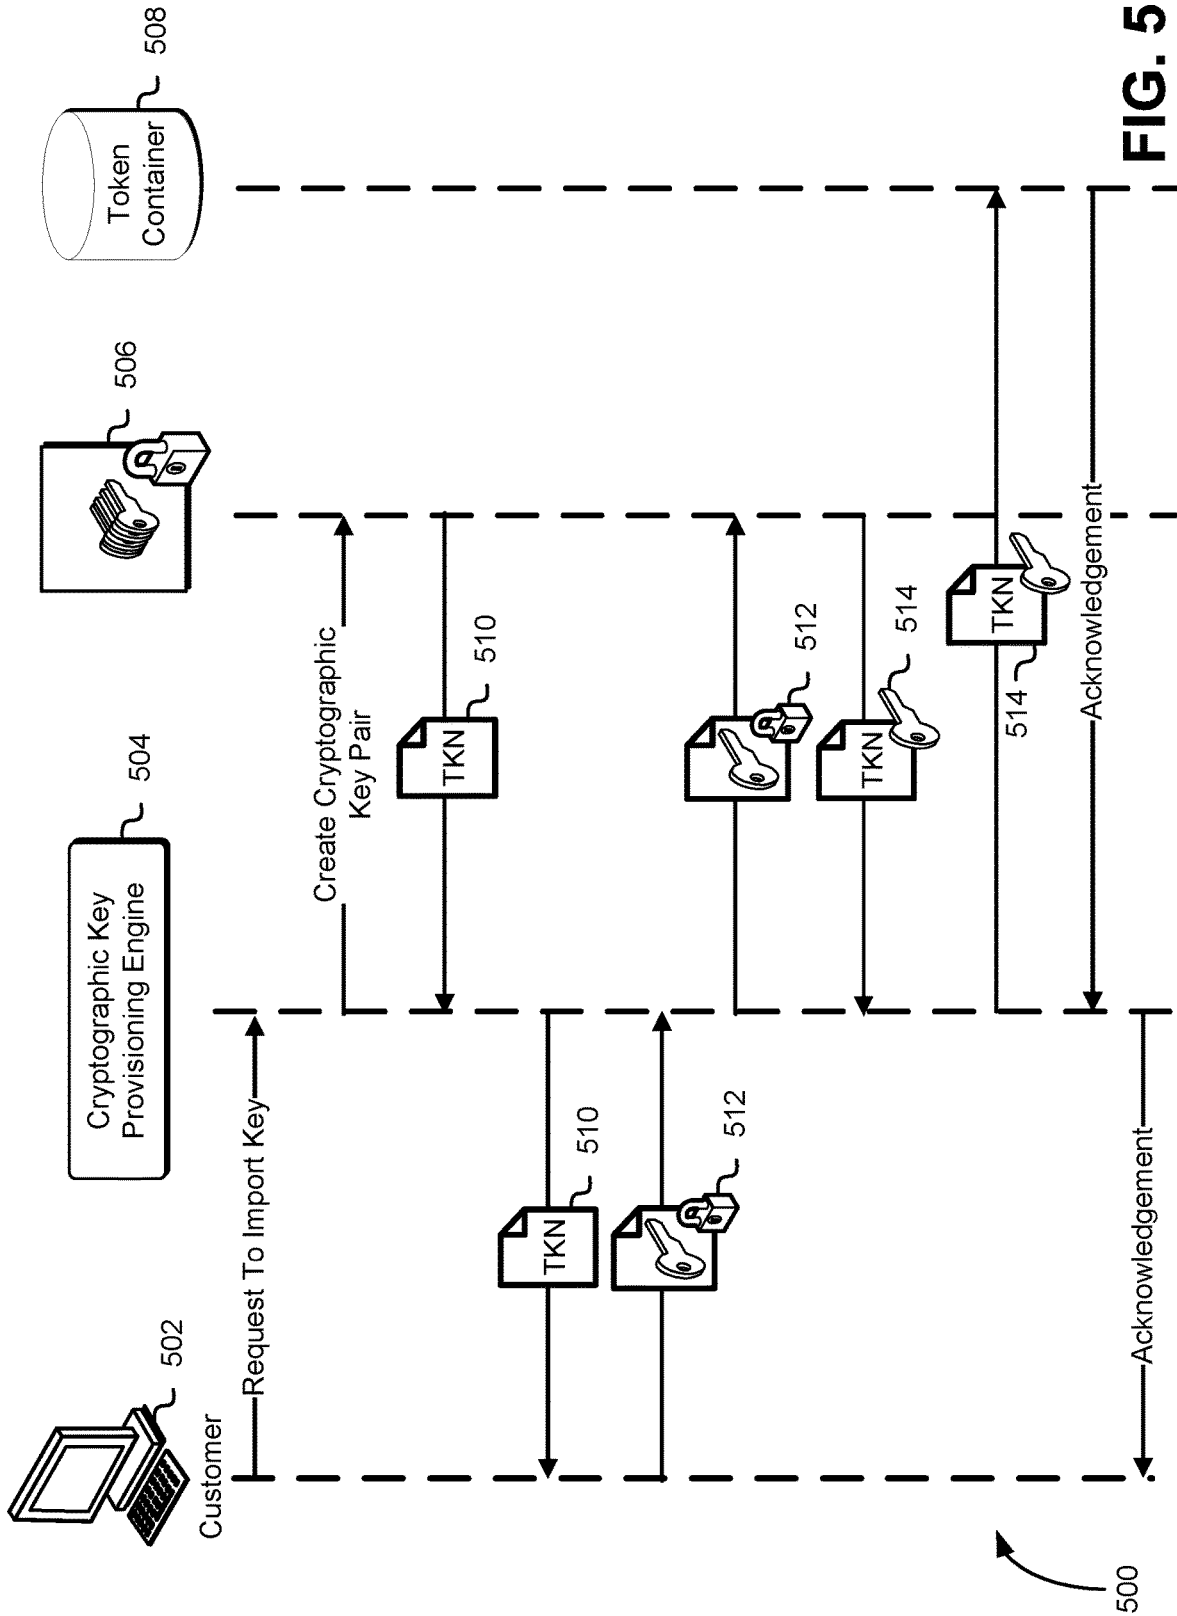 502
Customer
Cryptographic Key
Provisioning Engine
504
506
Token
Container
508
Request To Import Key
Create Cryptographic
Key Pair
TKN
510
TKN
510
512
512
TKN
514
TKN
514
Acknowledgement
Acknowledgement
500
FIG. 5